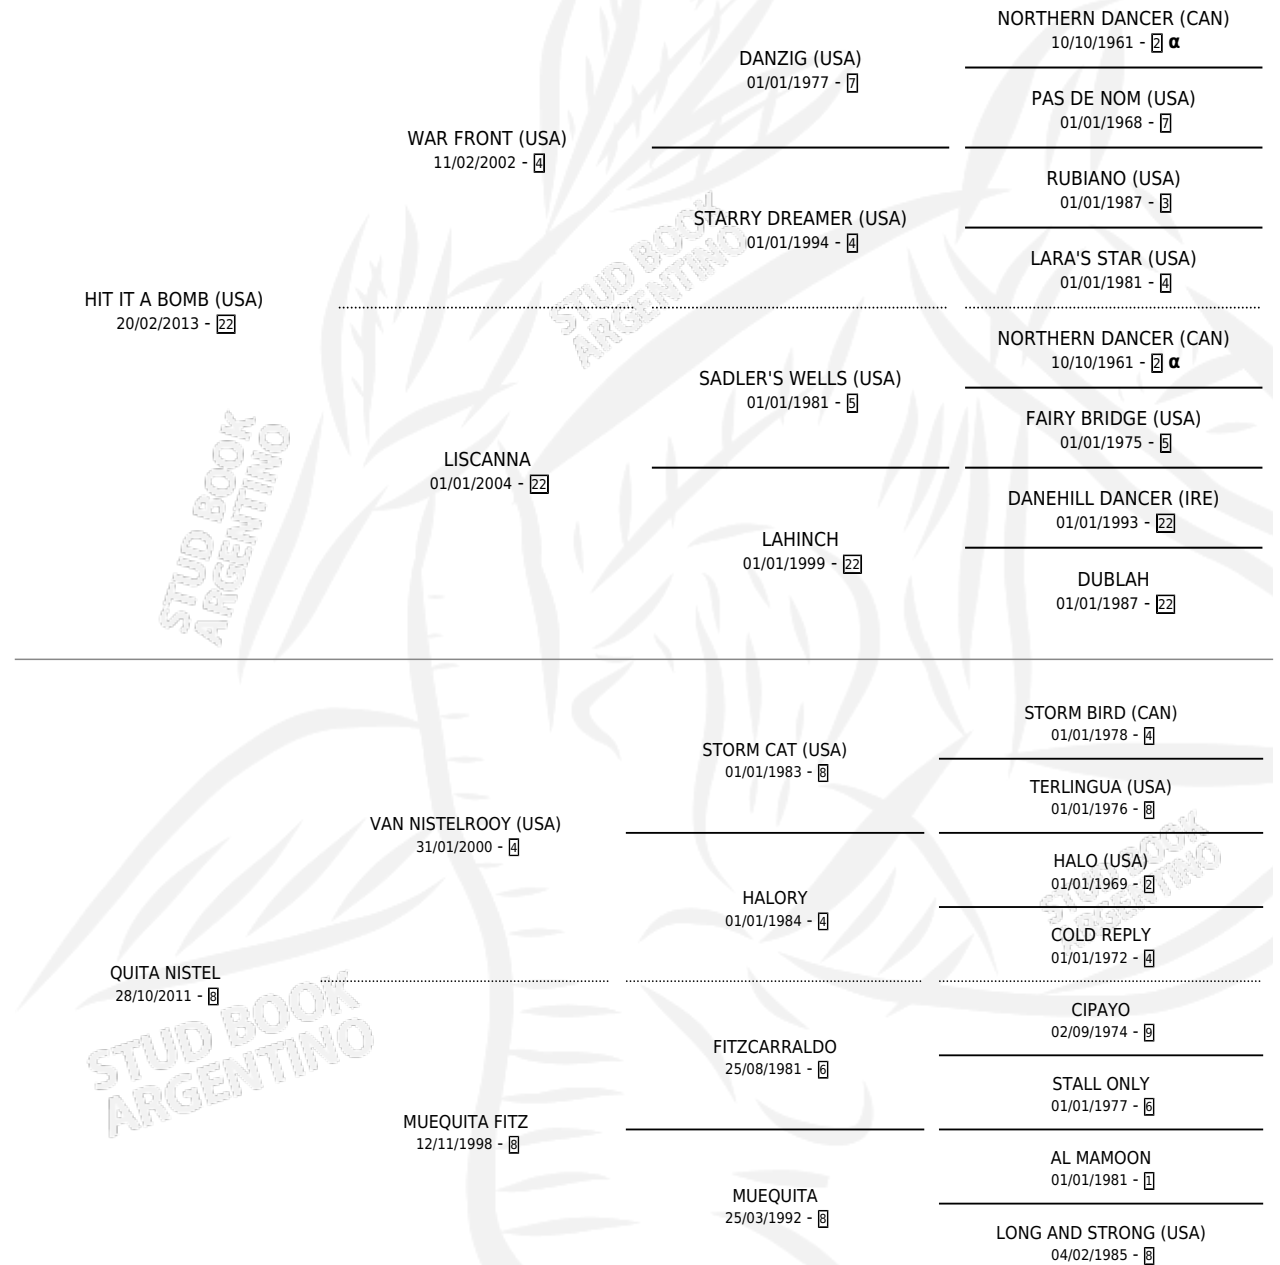 NORTHERN DANCER (CAN)
10/10/1961 - 2 α
DANZIG (USA)
01/01/1977 - 7
PAS DE NOM (USA)
01/01/1968 - 7
WAR FRONT (USA)
11/02/2002 - 4
RUBIANO (USA)
01/01/1987 - 3
STARRY DREAMER (USA)
01/01/1994 - 4
LARA'S STAR (USA)
01/01/1981 - 4
HIT IT A BOMB (USA)
20/02/2013 - 22
NORTHERN DANCER (CAN)
10/10/1961 - 2 α
SADLER'S WELLS (USA)
01/01/1981 - 5
FAIRY BRIDGE (USA)
01/01/1975 - 5
LISCANNA
01/01/2004 - 22
DANEHILL DANCER (IRE)
01/01/1993 - 22
LAHINCH
01/01/1999 - 22
DUBLAH
01/01/1987 - 22
STORM BIRD (CAN)
01/01/1978 - 4
STORM CAT (USA)
01/01/1983 - 8
TERLINGUA (USA)
01/01/1976 - 8
VAN NISTELROOY (USA)
31/01/2000 - 4
HALO (USA)
01/01/1969 - 2
HALORY
01/01/1984 - 4
COLD REPLY
01/01/1972 - 4
QUITA NISTEL
28/10/2011 - 8
CIPAYO
02/09/1974 - 9
FITZCARRALDO
25/08/1981 - 6
STALL ONLY
01/01/1977 - 6
MUEQUITA FITZ
12/11/1998 - 8
AL MAMOON
01/01/1981 - 1
MUEQUITA
25/03/1992 - 8
LONG AND STRONG (USA)
04/02/1985 - 8
STUD BOOK
ARGENTINO
STUD BOOK
ARGENTINO
STUD BOOK
ARGENTINO
STUD BOOK
ARGENTINO